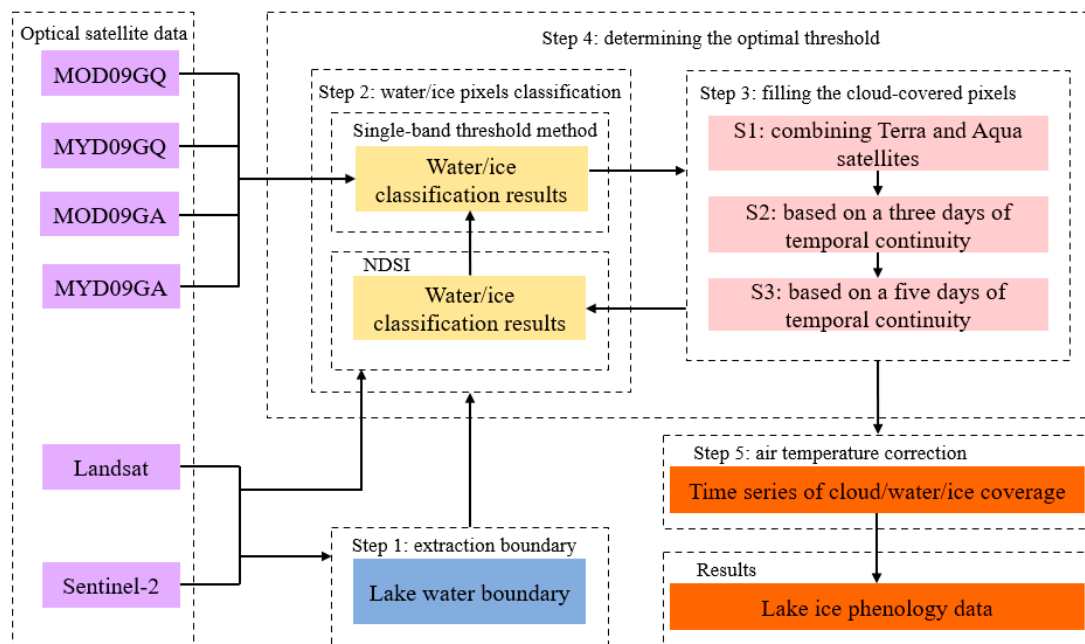 Optical satellite data
MOD09GQ
MYD09GQ
MOD09GA
MYD09GA
Landsat
Sentinel-2
Step 4: determining the optimal threshold
Step 2: water/ice pixels classification
Single-band threshold method
Water/ice
classification results
NDSI
Water/ice
classification results
Step 3: filling the cloud-covered pixels
S1: combining Terra and Aqua
satellites
S2: based on a three days of
temporal continuity
S3: based on a five days of
temporal continuity
Step 1: extraction boundary
Lake water boundary
Step 5: air temperature correction
Time series of cloud/water/ice coverage
Results
Lake ice phenology data